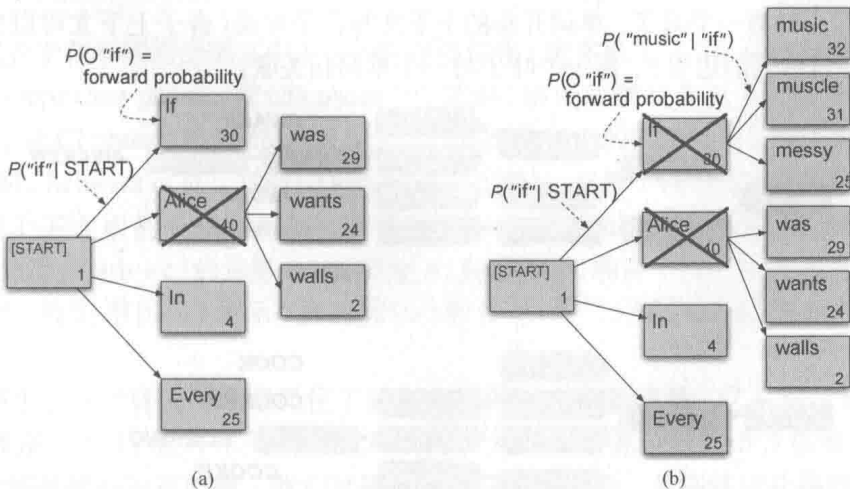 P(O "if") =
forward probability
If
30
P("if"| START)
was
29
Alice
40
wants
24
[START]
1
walls
2
In
4
Every
25
(a)
P( "music" | "if")
music
32
P(O "if") =
forward probability
muscle
31
If
30
messy
25
P("if"| START)
Alice
40
was
29
[START]
1
wants
24
In
4
walls
2
Every
25
(b)